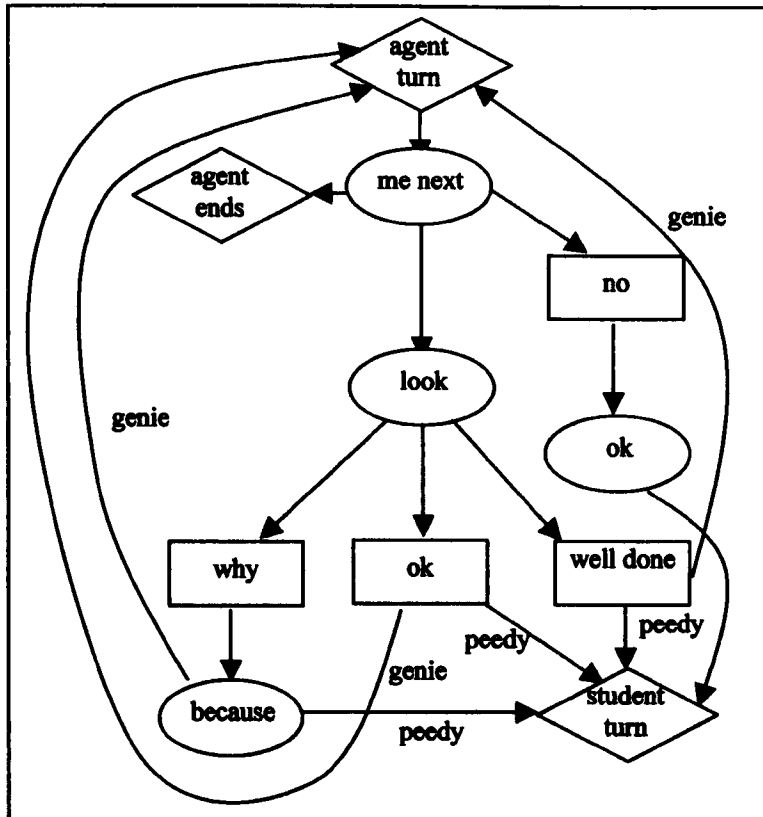 agent
turn
agent
ends
me next
genie
no
look
genie
ok
why
ok
well done
peedy
peedy
genie
because
peedy
student
turn